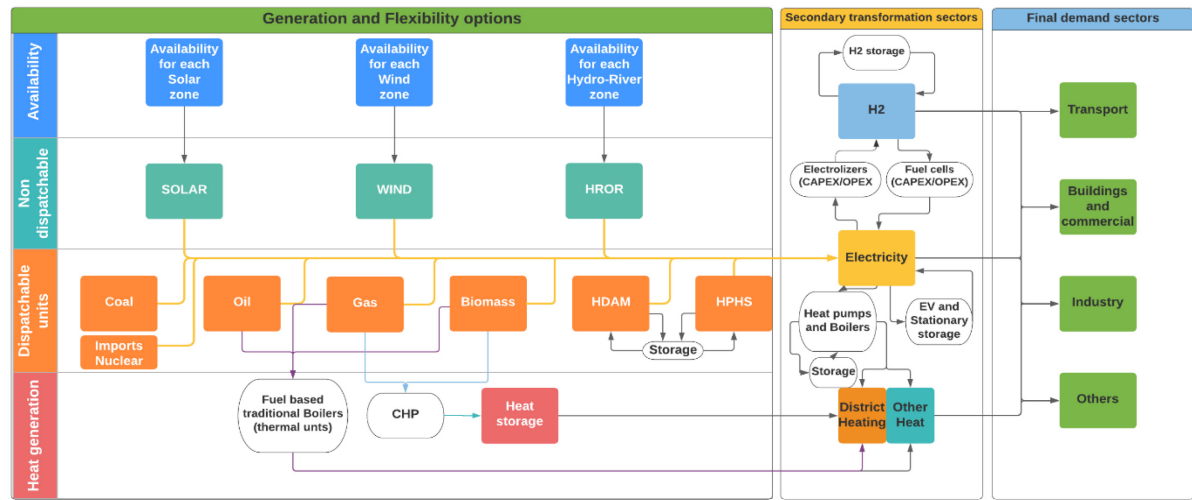 Generation and Flexibility options
Secondary transformation sectors
Final demand sectors
Availability
Availability
for each
Solar
zone
Availability
for each
Wind
zone
Availability
for each
Hydro-River
zone
H2 storage
H2
Transport
Non
dispatchable
SOLAR
WIND
HROR
Electrolizers
(CAPEX/OPEX
Fuel cells
(CAPEX/OPEX)
Buildings
and
commercial
Dispatchable
units
Electricity
Coal
Oil
Gas
Biomass
HDAM
HPHS
Imports
Nuclear
Storage
Heat pumps
and Boilers
EV and
Stationary
storage
Storage
Industry
Heat generation
Fuel based
traditional Boilers
(thermal unts)
CHP
Heat
storage
District
Heating
Other
Heat
Others